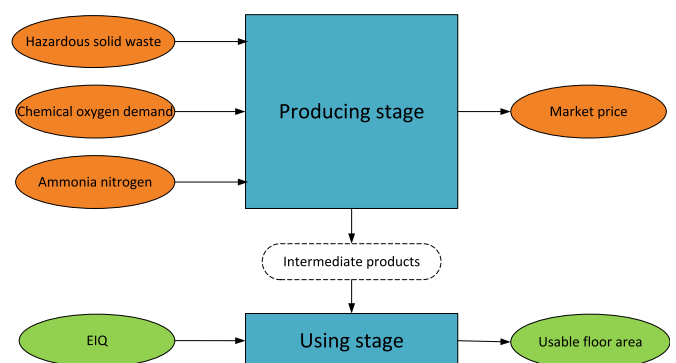 Hazardous solid waste
Chemical oxygen demand
Producing stage
Market price
Ammonia nitrogen
Intermediate products
EIQ
Using stage
Usable floor area